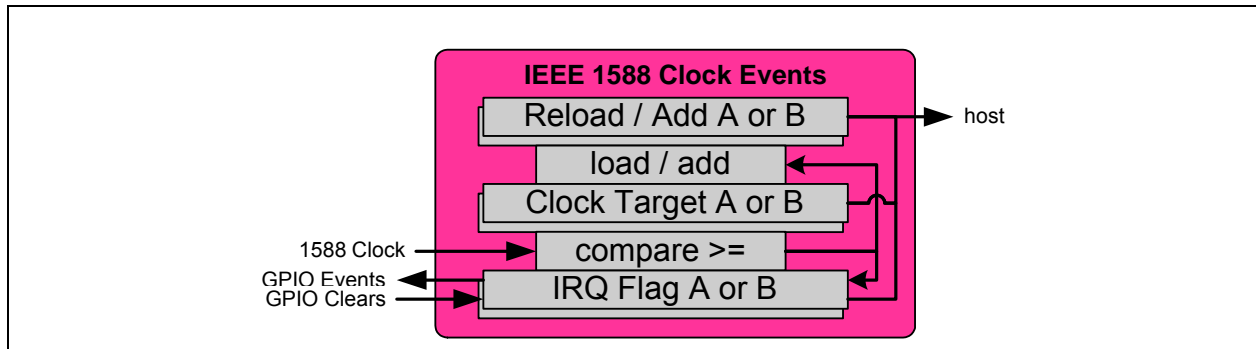 IEEE 1588 Clock Events
Reload / Add A or B
host
load / add
Clock Target A or B
1588 Clock
compare >=
GPIO Events
IRQ Flag A or B
GPIO Clears